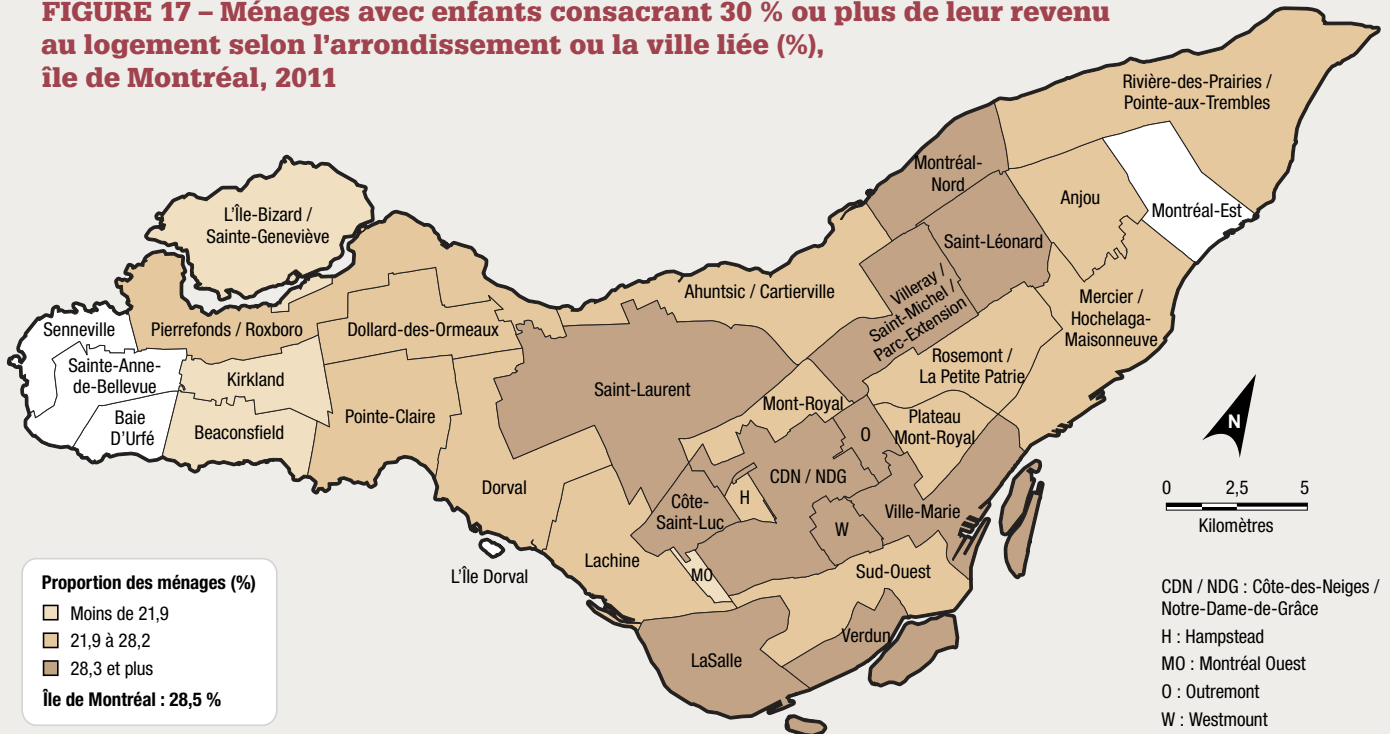 FIGURE 17 – Ménages avec enfants consacrant 30 % ou plus de leur revenu
au logement selon l'arrondissement ou la ville liée (%),
île de Montréal, 2011
Rivière-des-Prairies /
Pointe-aux-Trembles
Montréal-
Nord
Anjou
Montréal-Est
L'Île-Bizard /
Sainte-Geneviève
Saint-Léonard
Ahuntsic / Cartierville
Villeray /
Saint-Michel /
Parc-Extension
Mercier /
Hochelaga-
Maisonneuve
Senneville
Pierrefonds / Roxboro
Dollard-des-Ormeaux
Sainte-Anne-
de-Bellevue
Kirkland
Saint-Laurent
Rosemont /
La Petite Patrie
Baie
D'Urfé
Beaconsfield
Pointe-Claire
Mont-Royal
O
Plateau
Mont-Royal
N
Dorval
CDN / NDG
H
Côte-
Saint-Luc
W
Ville-Marie
0 2,5 5
Kilomètres
L'Île Dorval
Lachine
MO
Sud-Ouest
LaSalle
Verdun
Proportion des ménages (%)
Moins de 21,9
21,9 à 28,2
28,3 et plus
Île de Montréal : 28,5 %
CDN / NDG : Côte-des-Neiges /
Notre-Dame-de-Grâce
H : Hampstead
MO : Montréal Ouest
O : Outremont
W : Westmount